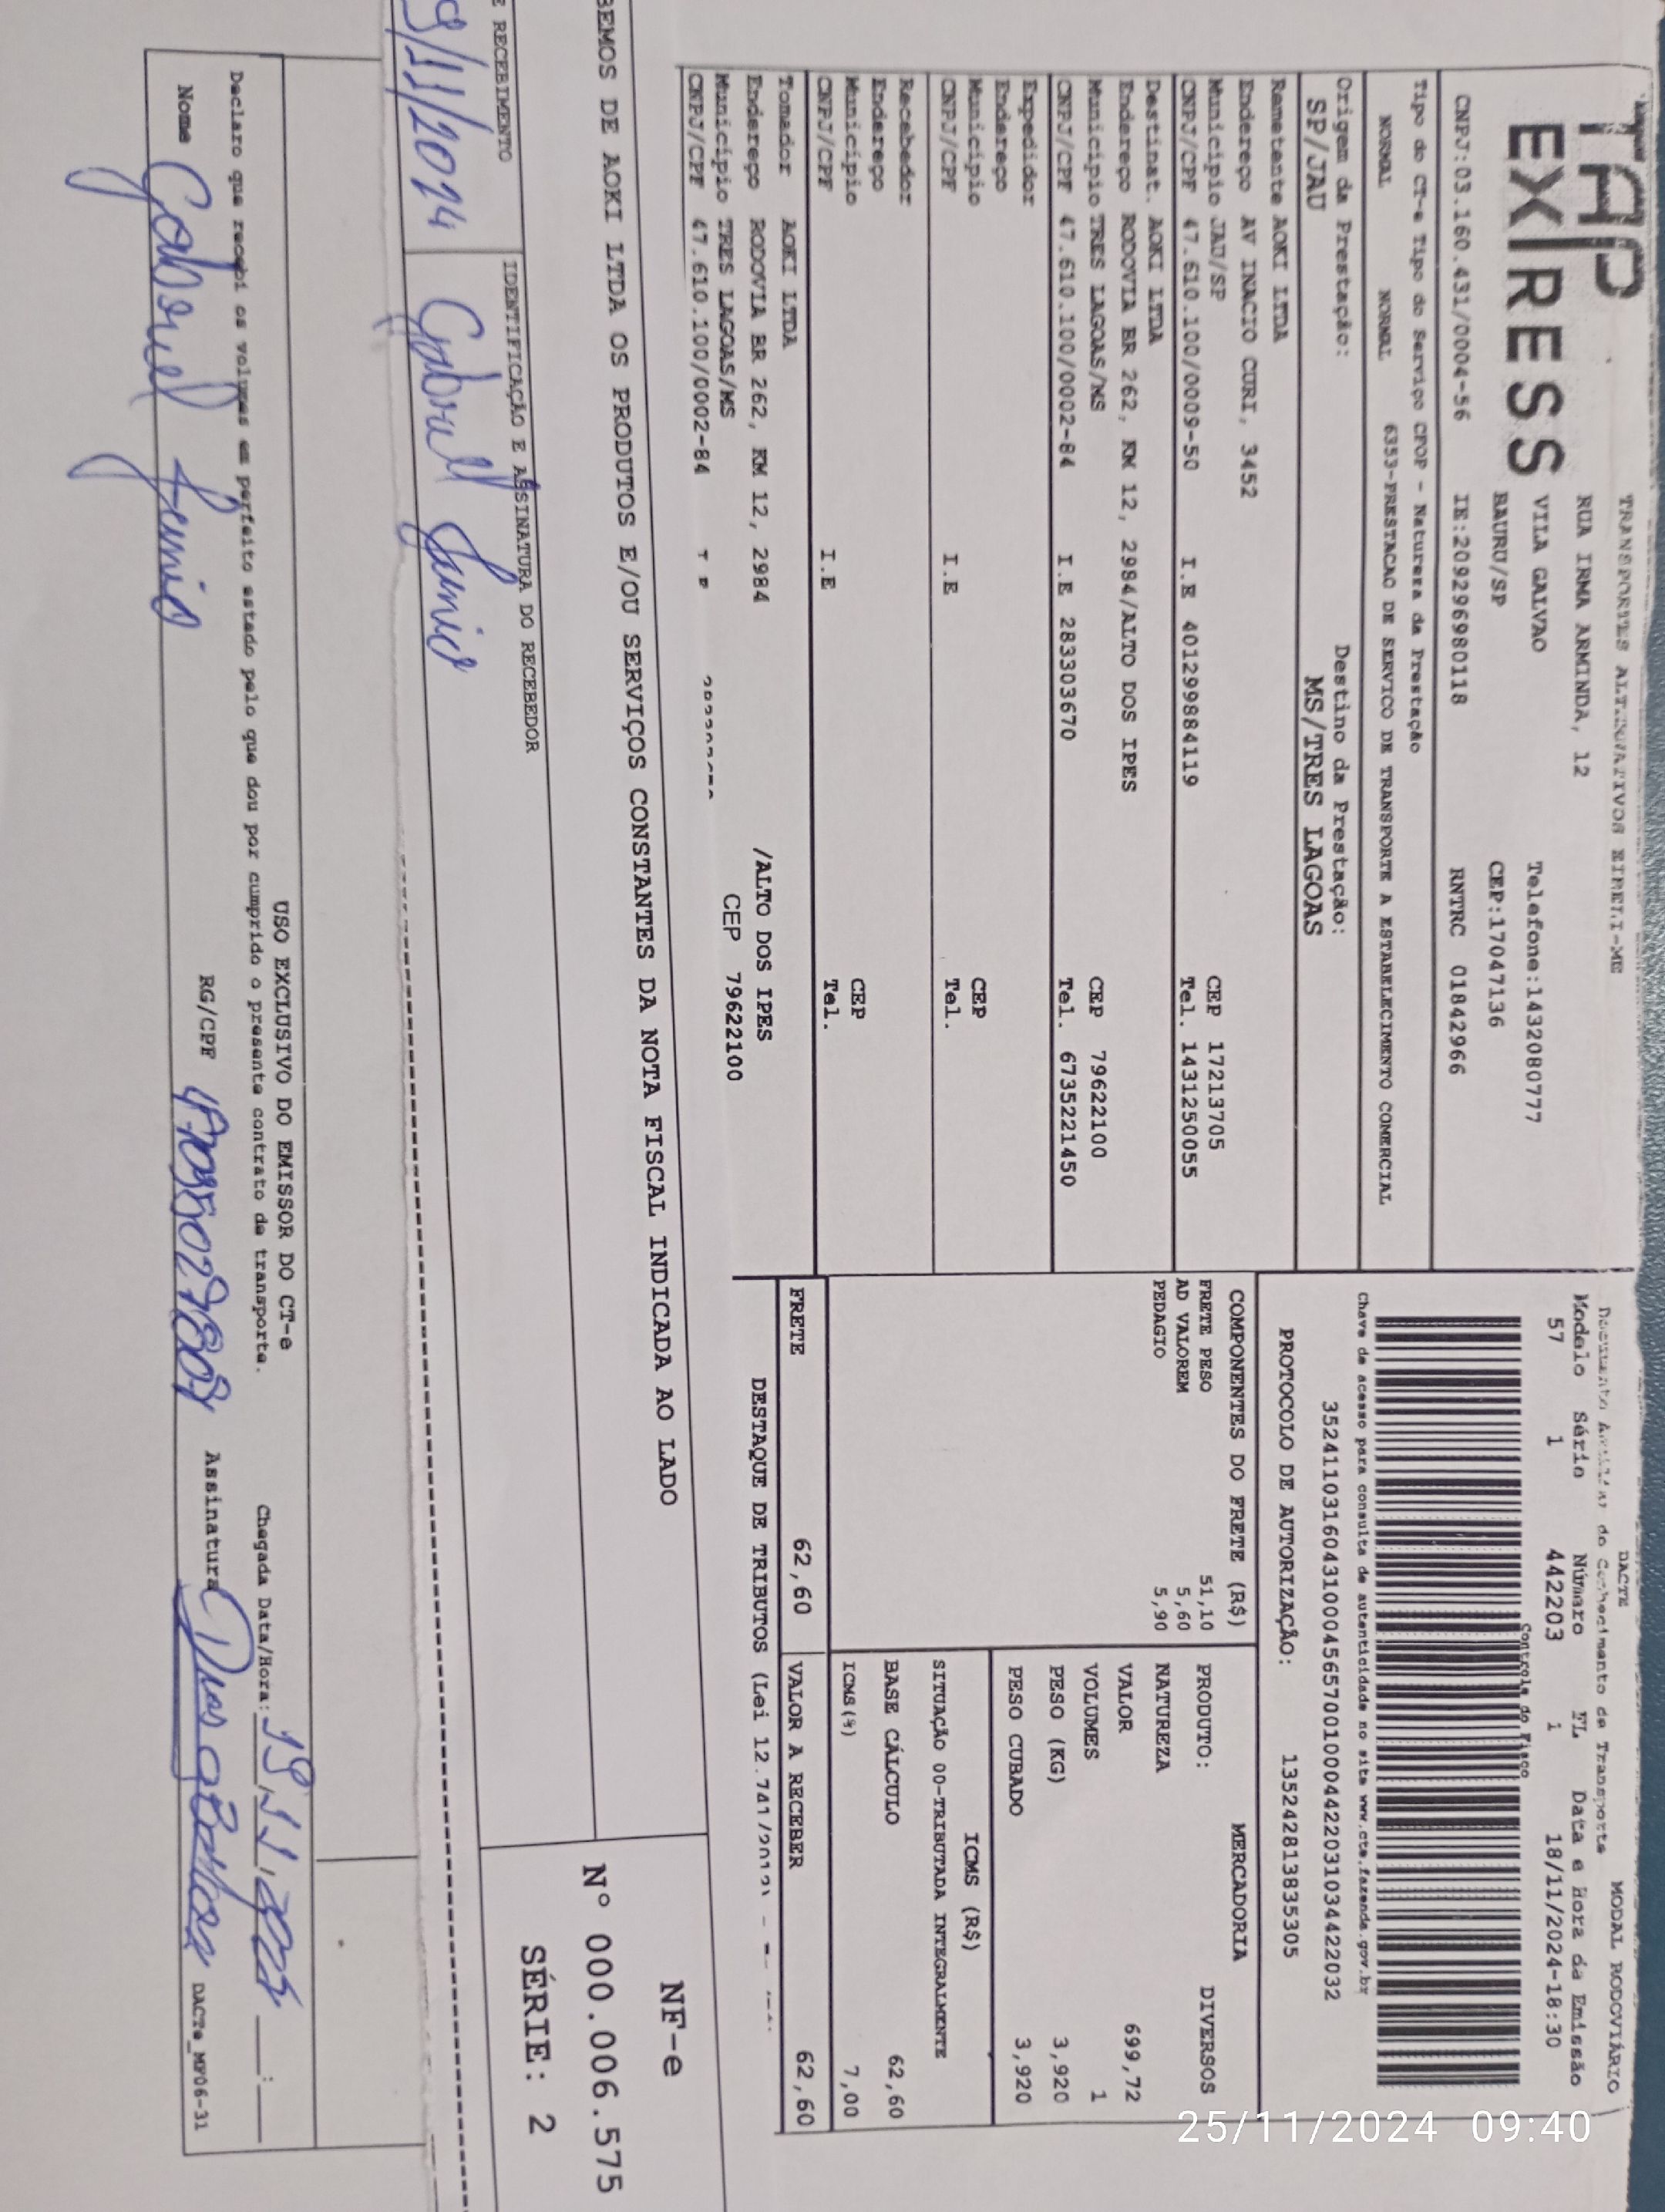 TAP
EXPRESS
TRANSPORTES ALTERNATIVOS EIRELI-ME
RUA IRMA ARMINDA, 12
VILA GALVAO Telefone:1432080777
BAURU/SP CEP:17047136
CNPJ:03.160.431/0004-56 IE:209296980118 RNTRC 01842966
Tipo do CT-e Tipo do Serviço CFOP - Natureza da Prestação
NORMAL NORMAL 6353-PRESTACAO DE SERVICO DE TRANSPORTE A ESTABELECIMENTO COMERCIAL
Origem da Prestação: Destino da Prestação:
SP/JAU MS/TRES LAGOAS
Remetente AOKI LTDA
Endereço AV INACIO CURI, 3452
Município JAU/SP CEP 17213705
CNPJ/CPF 47.610.100/0009-50 I.E 401299884119 Tel. 1431250055
Destinat. AOKI LTDA
Endereço RODOVIA BR 262, KM 12, 2984/ALTO DOS IPES
Município TRES LAGOAS/MS CEP 79622100
CNPJ/CPF 47.610.100/0002-84 I.E 283303670 Tel. 6735221450
Expedidor
Endereço
Município CEP
CNPJ/CPF I.E Tel.
Recebedor
Endereço
Município CEP
CNPJ/CPF I.E Tel.
Tomador AOKI LTDA
Endereço RODOVIA BR 262, KM 12, 2984 /ALTO DOS IPES
Município TRES LAGOAS/MS CEP 79622100
CNPJ/CPF 47.610.100/0002-84
DACTE MODAL RODOVIÁRIO
Documento Auxiliar do Conhecimento de Transporte
Modelo Série Número FL Data e Hora da Emissão
57 1 442203 1 18/11/2024-18:30
Controle do Fisco
Chave de acesso para consulta de autenticidade no site www.cte.fazenda.gov.br
35241103160431000456570010004422031034422032
PROTOCOLO DE AUTORIZAÇÃO: 135242813835305
COMPONENTES DO FRETE (R$)
FRETE PESO 51,10
AD VALOREM 5,60
PEDAGIO 5,90
MERCADORIA
PRODUTO: DIVERSOS
NATUREZA
VALOR 699,72
VOLUMES 1
PESO (KG) 3,920
PESO CUBADO 3,920
ICMS (R$)
SITUAÇÃO 00-TRIBUTADA INTEGRALMENTE
BASE CÁLCULO 62,60
ICMS(%) 7,00
FRETE 62,60 VALOR A RECEBER 62,60
DESTAQUE DE TRIBUTOS (Lei 12.741/2012)
BEMOS DE AOKI LTDA OS PRODUTOS E/OU SERVIÇOS CONSTANTES DA NOTA FISCAL INDICADA AO LADO
NF-e
Nº 000.006.575
SÉRIE: 2
E RECEBIMENTO IDENTIFICAÇÃO E ASSINATURA DO RECEBEDOR
9/11/2024 Gabriel
USO EXCLUSIVO DO EMISSOR DO CT-e
Declaro que recebi os volumes em perfeito estado pelo que dou por cumprido o presente contrato de transporte. Chegada Data/Hora: 19/11/
Nome Gabriel RG/CPF Assinatura DACTe_MF06-31
25/11/2024 09:40